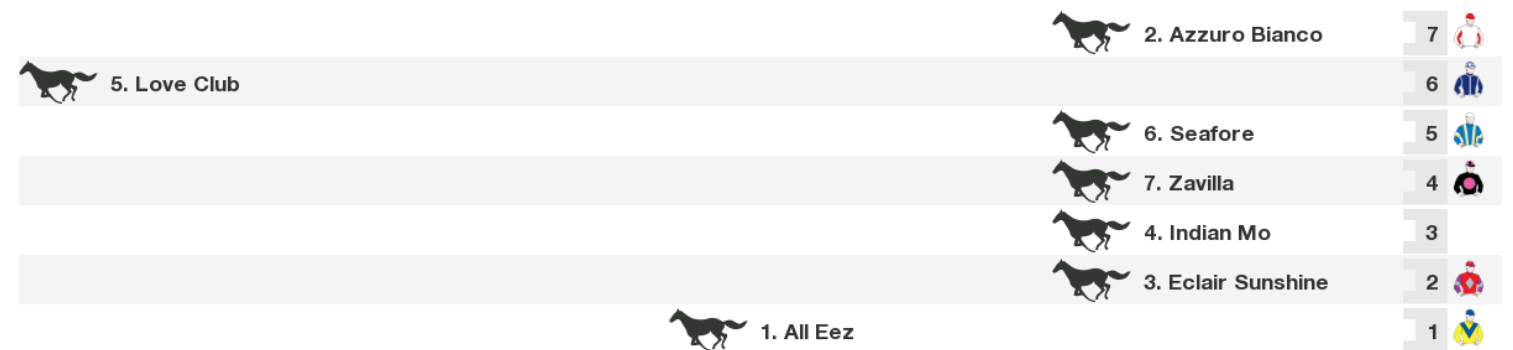 2. Azzuro Bianco 7
5. Love Club 6
6. Seafore 5
7. Zavilla 4
4. Indian Mo 3
3. Eclair Sunshine 2
1. All Eez 1